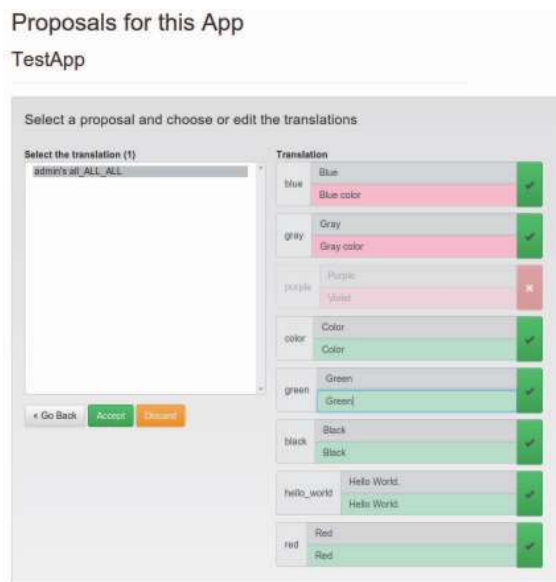 Proposals for this App
TestApp
Select a proposal and choose or edit the translations
Select the translation (1)
admin's all_ALL_ALL
< Go Back
Accept
Discard
Translation
blue
Blue
Blue color
gray
Gray
Gray color
purple
Purple
Violet
color
Color
Color
green
Green
Green
black
Black
Black
hello_world
Hello World.
Hello World.
red
Red
Red